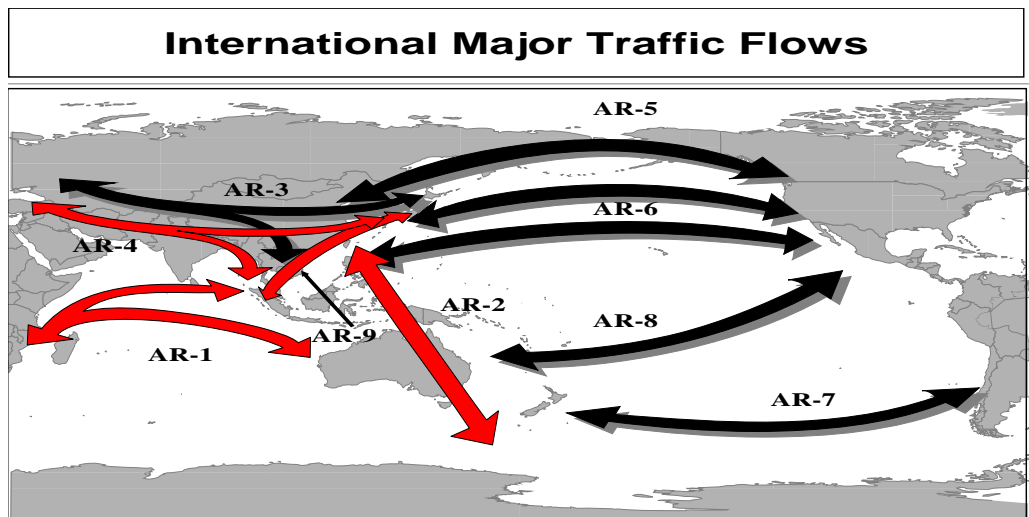 International Major Traffic Flows
AR-5
AR-3
AR-6
AR-4
AR-2
AR-8
AR-9
AR-1
AR-7